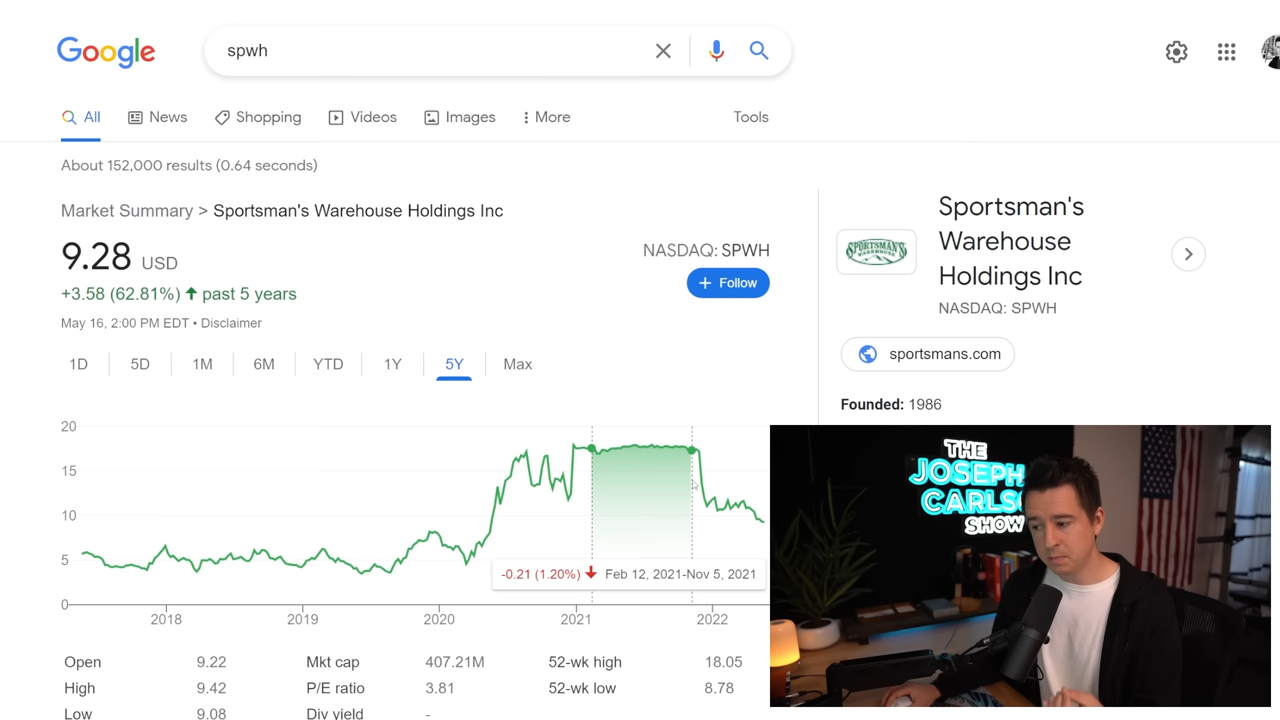 Google
spwh
All
News
Shopping
Videos
Images
More
Tools
About 152,000 results (0.64 seconds)
Market Summary > Sportsman's Warehouse Holdings Inc
9.28 USD
NASDAQ: SPWH
+ Follow
+3.58 (62.81%) ↑ past 5 years
May 16, 2:00 PM EDT • Disclaimer
1D 5D 1M 6M YTD 1Y 5Y Max
20
15
10
5
0
-0.21 (1.20%) ↓ Feb 12, 2021-Nov 5, 2021
2018 2019 2020 2021 2022
Open 9.22 Mkt cap 407.21M 52-wk high 18.05
High 9.42 P/E ratio 3.81 52-wk low 8.78
Low 9.08 Div yield -
SPORTSMAN'S
WAREHOUSE
Sportsman's
Warehouse
Holdings Inc
NASDAQ: SPWH
sportsmans.com
Founded: 1986
THE
JOSEPH
CARLS
SHOW